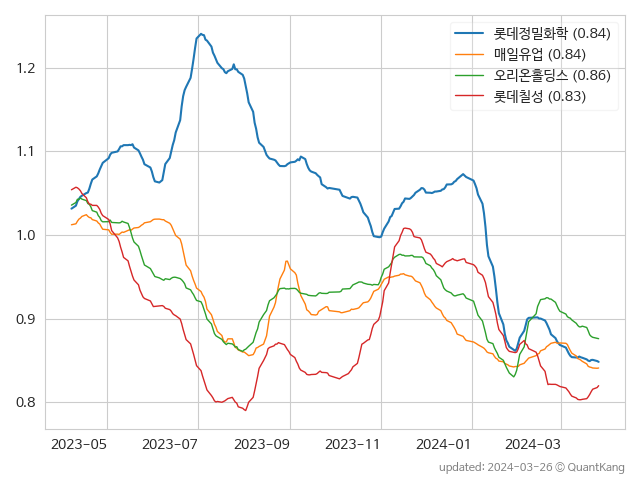 롯데정밀화학 (0.84)
매일유업 (0.84)
오리온홀딩스 (0.86)
롯데칠성 (0.83)
1.2
1.1
1.0
0.9
0.8
2023-05 2023-07 2023-09 2023-11 2024-01 2024-03
updated: 2024-03-26 © QuantKang